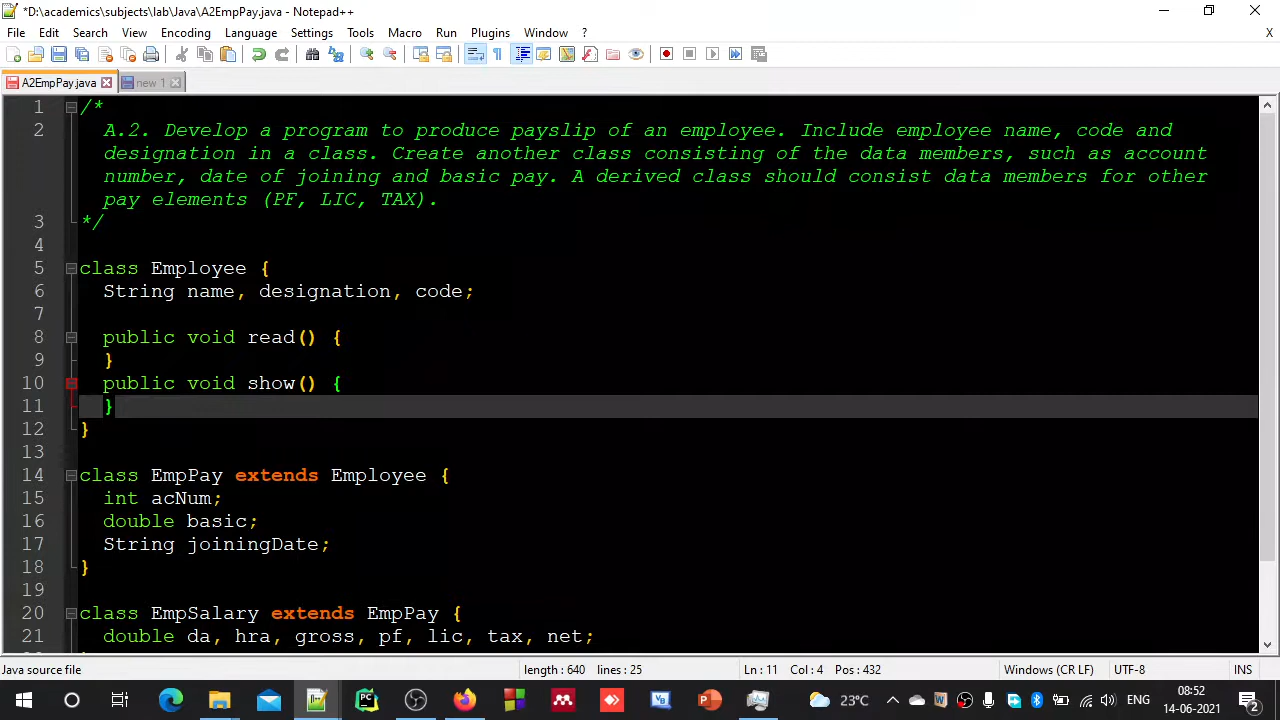 *D:\academics\subjects\lab\Java\A2EmpPay.java - Notepad++
File Edit Search View Encoding Language Settings Tools Macro Run Plugins Window ? X
A2EmpPay.java new 1
1 /*
2 A.2. Develop a program to produce payslip of an employee. Include employee name, code and
designation in a class. Create another class consisting of the data members, such as account
number, date of joining and basic pay. A derived class should consist data members for other
pay elements (PF, LIC, TAX).
3 */
4
5 class Employee {
6 String name, designation, code;
7
8 public void read() {
9 }
10 public void show() {
11 }
12 }
13
14 class EmpPay extends Employee {
15 int acNum;
16 double basic;
17 String joiningDate;
18 }
19
20 class EmpSalary extends EmpPay {
21 double da, hra, gross, pf, lic, tax, net;
Java source file length : 640 lines : 25 Ln : 11 Col : 4 Pos : 432 Windows (CR LF) UTF-8 INS
23°C ENG 08:52
14-06-2021 2